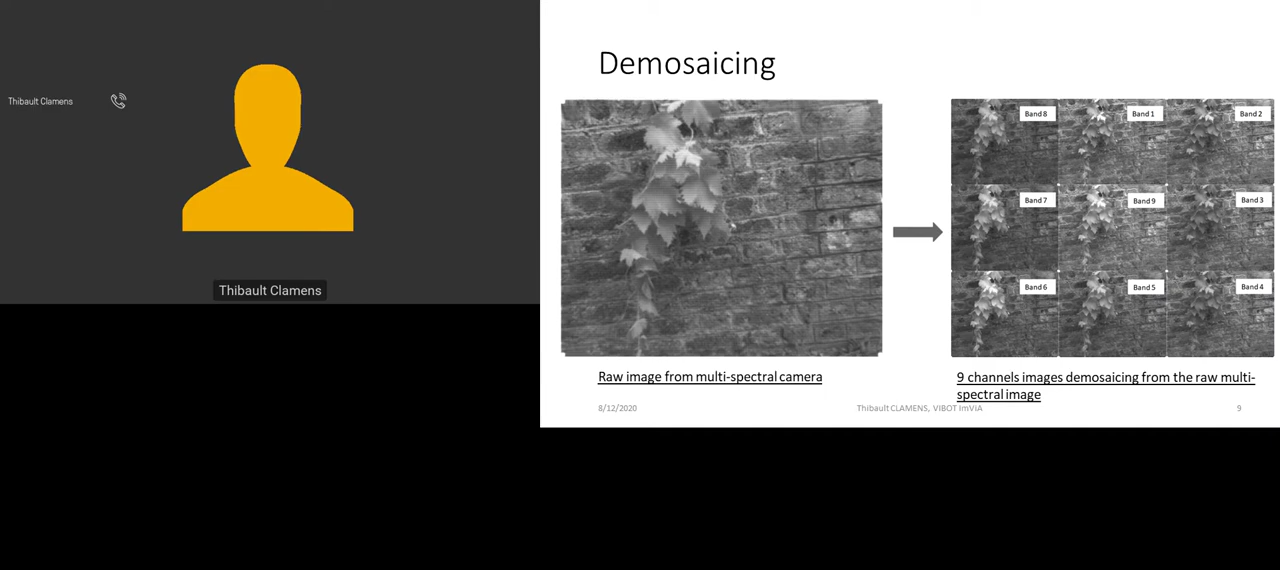 Thibault Clamens
Thibault Clamens
Demosaicing
Band 8
Band 1
Band 2
Band 7
Band 9
Band 3
Band 6
Band 5
Band 4
Raw image from multi-spectral camera
9 channels images demosaicing from the raw multi-
spectral image
8/12/2020
Thibault CLAMENS, VIBOT ImViA
9